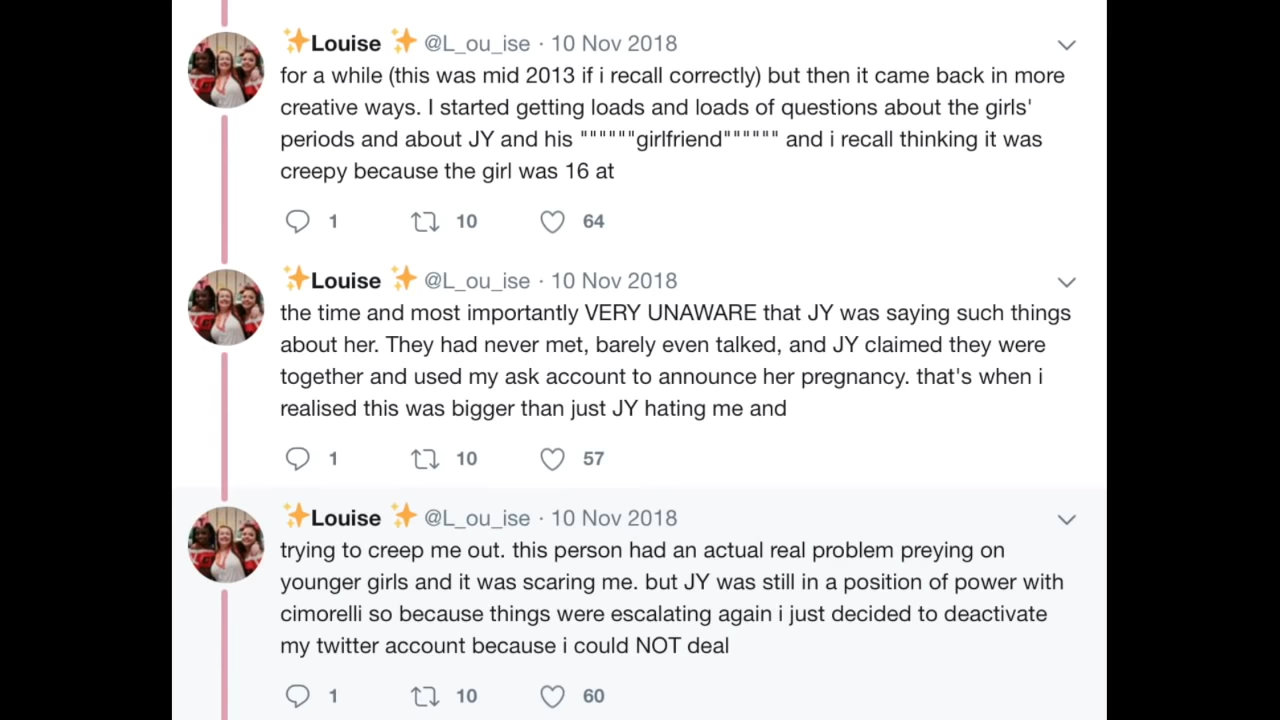 ✨Louise ✨ @L_ou_ise · 10 Nov 2018
for a while (this was mid 2013 if i recall correctly) but then it came back in more
creative ways. I started getting loads and loads of questions about the girls'
periods and about JY and his """"""girlfriend"""""" and i recall thinking it was
creepy because the girl was 16 at
1 10 64
✨Louise ✨ @L_ou_ise · 10 Nov 2018
the time and most importantly VERY UNAWARE that JY was saying such things
about her. They had never met, barely even talked, and JY claimed they were
together and used my ask account to announce her pregnancy. that's when i
realised this was bigger than just JY hating me and
1 10 57
✨Louise ✨ @L_ou_ise · 10 Nov 2018
trying to creep me out. this person had an actual real problem preying on
younger girls and it was scaring me. but JY was still in a position of power with
cimorelli so because things were escalating again i just decided to deactivate
my twitter account because i could NOT deal
1 10 60